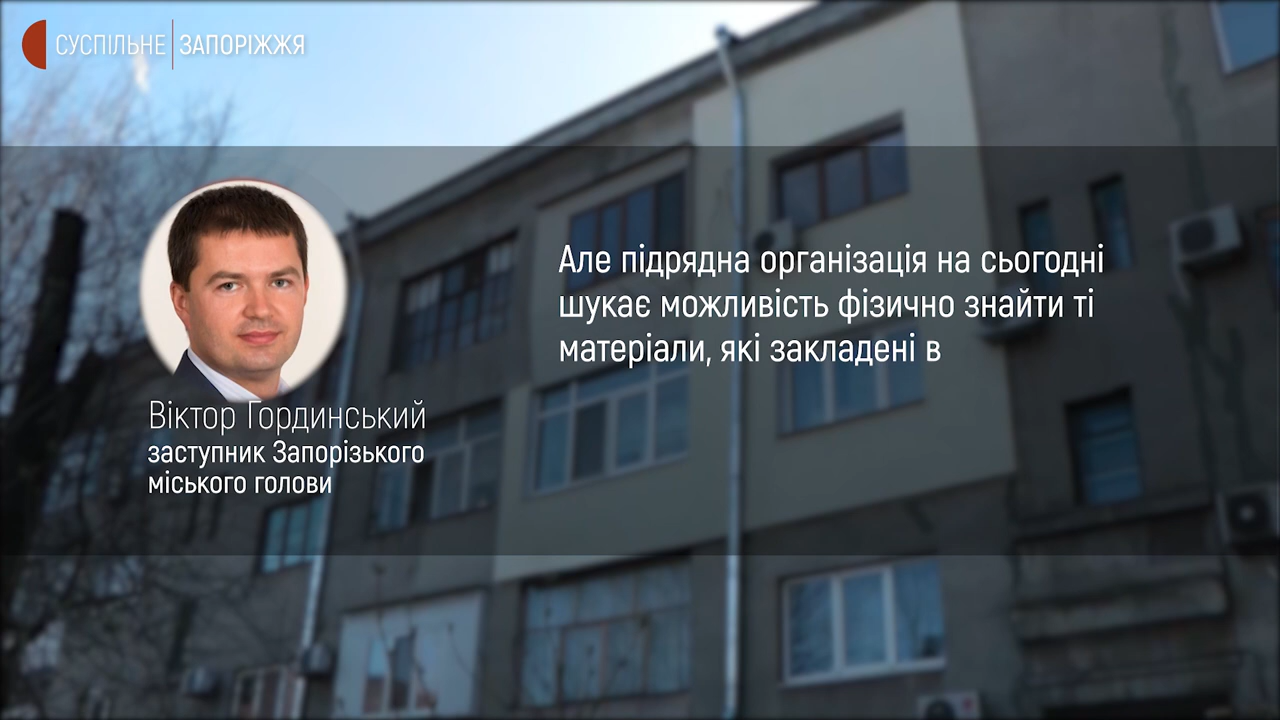 СУСПІЛЬНЕ ЗАПОРІЖЖЯ
Віктор Гординський
заступник Запорізького
міського голови
Але підрядна організація на сьогодні
шукає можливість фізично знайти ті
матеріали, які закладені в